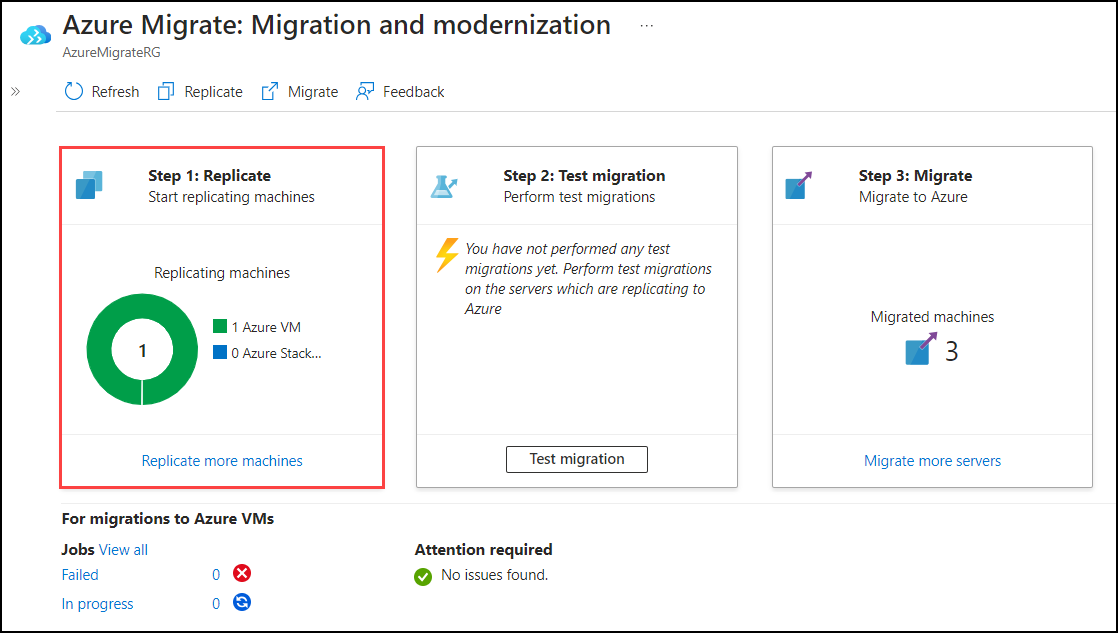 Azure Migrate: Migration and modernization ...
AzureMigrateRG
Refresh Replicate Migrate Feedback
Step 1: Replicate
Start replicating machines
Replicating machines
1
1 Azure VM
0 Azure Stack...
Replicate more machines
Step 2: Test migration
Perform test migrations
You have not performed any test
migrations yet. Perform test migrations
on the servers which are replicating to
Azure
Test migration
Step 3: Migrate
Migrate to Azure
Migrated machines
3
Migrate more servers
For migrations to Azure VMs
Jobs View all
Failed 0
In progress 0
Attention required
No issues found.